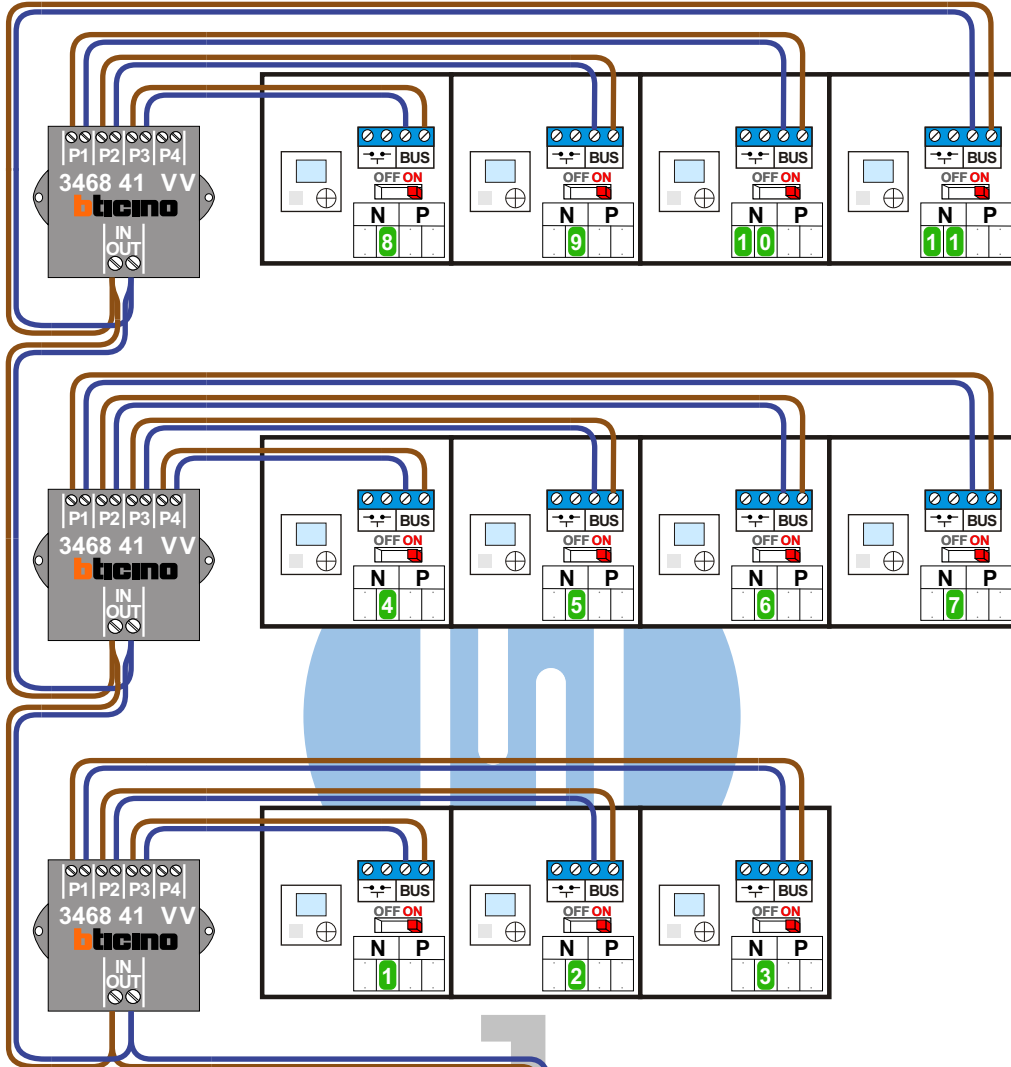 P1 P2 P3 P4
3468 41 VV
bticino
IN
OUT
BUS BUS BUS BUS
OFF ON OFF ON OFF ON OFF ON
N P N P N P N P
8 9 10 11
P1 P2 P3 P4
3468 41 VV
bticino
IN
OUT
BUS BUS BUS BUS
OFF ON OFF ON OFF ON OFF ON
N P N P N P N P
4 5 6 7
P1 P2 P3 P4
3468 41 VV
bticino
IN
OUT
BUS BUS BUS
OFF ON OFF ON OFF ON
N P N P N P
1 2 3